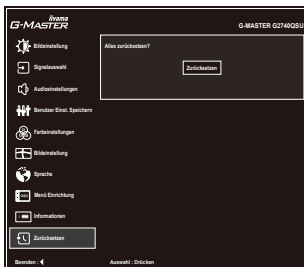 iiyama
G-MASTER
G-MASTER G2740QSU
Bildeinstellung
Alles zurücksetzen?
Signalauswahl
Zurücksetzen
Audioeinstellungen
Benutzer Einst. Speichern
Farbeinstellungen
Bildeinstellung
Sprache
Menü Einrichtung
Informationen
Zurücksetzen
Beenden :
Auswahl : Drücken